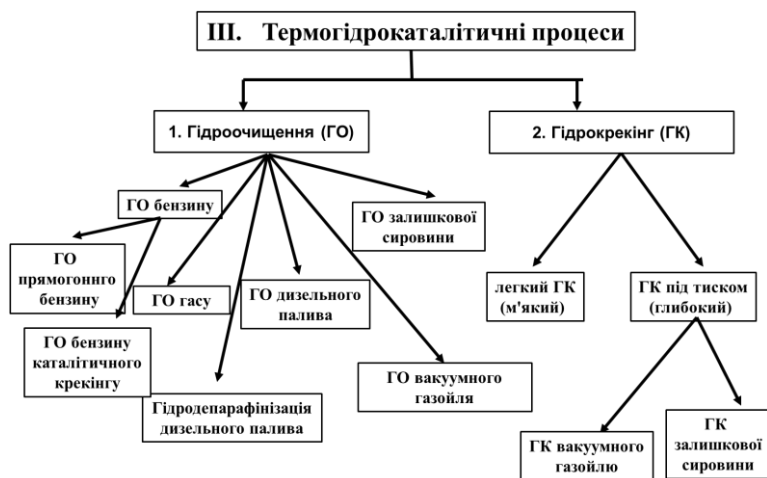 III. Термогідрокаталітичні процеси
1. Гідроочищення (ГО)
2. Гідрокрекінг (ГК)
ГО бензину
ГО залишкової
сировини
ГО
прямогоннго
бензину
ГО гасу
ГО дизельного
палива
легкий ГК
(м'який)
ГК під тиском
(глибокий)
ГО бензину
каталітичного
крекінгу
ГО вакуумного
газойля
Гідродепарафінізація
дизельного палива
ГК вакуумного
газойлю
ГК
залишкової
сировини